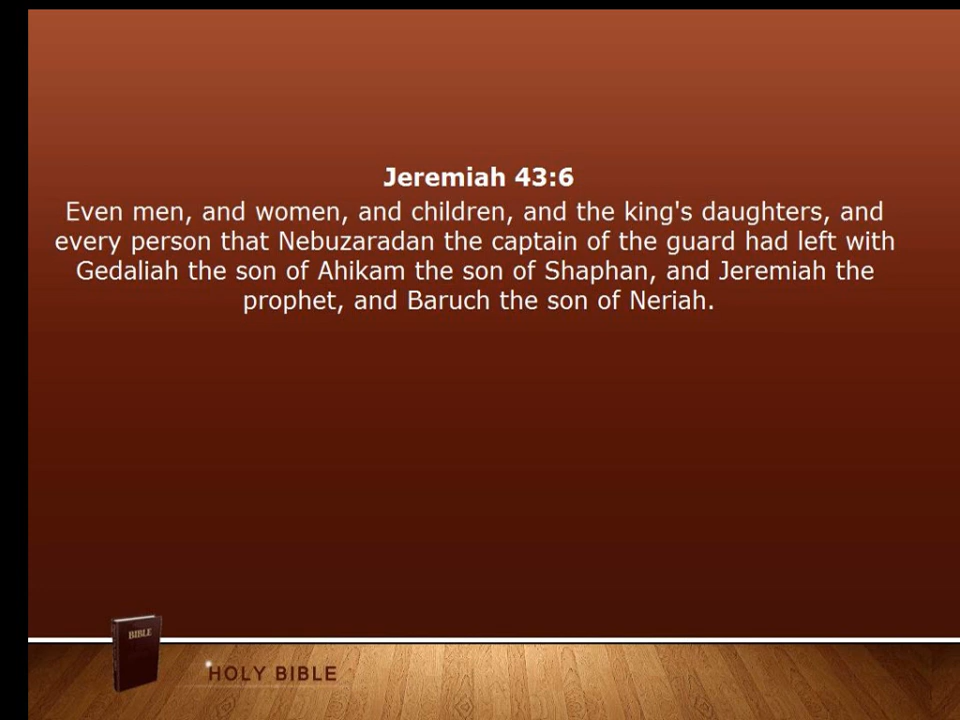 Jeremiah 43:6
Even men, and women, and children, and the king's daughters, and
every person that Nebuzaradan the captain of the guard had left with
Gedaliah the son of Ahikam the son of Shaphan, and Jeremiah the
prophet, and Baruch the son of Neriah.
BIBLE
HOLY BIBLE